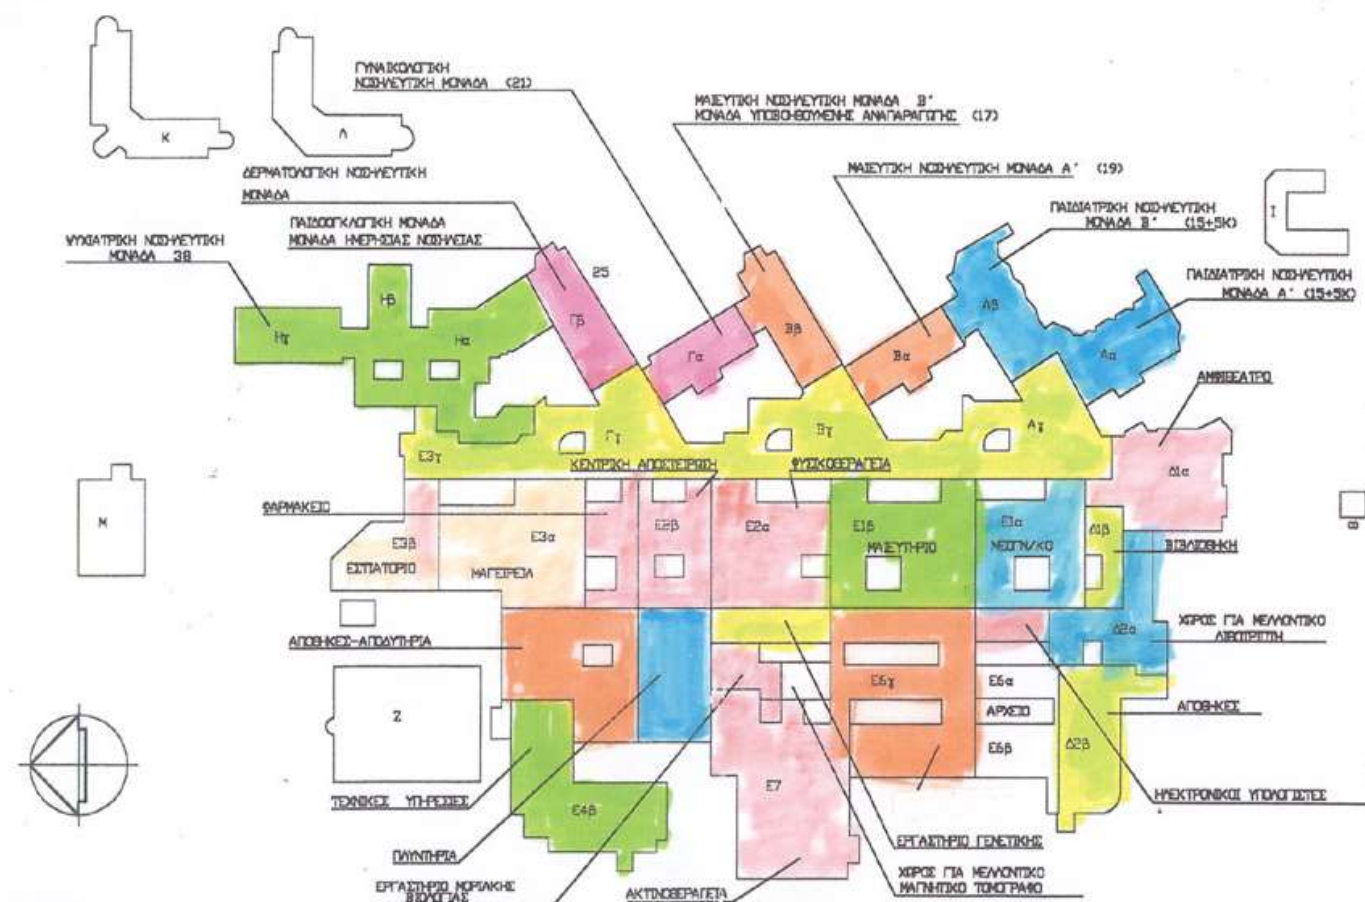 ΓΥΝΑΙΚΟΛΟΓΙΚΗ
ΝΟΣΗΛΕΥΤΙΚΗ ΜΟΝΑΔΑ (21)
ΜΑΙΕΥΤΙΚΗ ΝΟΣΗΛΕΥΤΙΚΗ ΜΟΝΑΔΑ Β'
ΜΟΝΑΔΑ ΥΠΟΒΟΗΘΟΥΜΕΝΗΣ ΑΝΑΠΑΡΑΓΩΓΗΣ (17)
Κ
Λ
ΔΕΡΜΑΤΟΛΟΓΙΚΗ ΝΟΣΗΛΕΥΤΙΚΗ
ΜΟΝΑΔΑ
ΜΑΙΕΥΤΙΚΗ ΝΟΣΗΛΕΥΤΙΚΗ ΜΟΝΑΔΑ Α' (19)
ΠΑΙΔΙΑΤΡΙΚΗ ΝΟΣΗΛΕΥΤΙΚΗ
ΜΟΝΑΔΑ Β' (15+5Κ)
Ι
ΠΑΙΔΟΟΓΚΛΟΓΙΚΗ ΜΟΝΑΔΑ
ΜΟΝΑΔΑ ΗΜΕΡΗΣΙΑΣ ΝΟΣΗΛΕΙΑΣ
ΨΥΧΙΑΤΡΙΚΗ ΝΟΣΗΛΕΥΤΙΚΗ
ΜΟΝΑΔΑ 38
25
ΠΑΙΔΙΑΤΡΙΚΗ ΝΟΣΗΛΕΥΤΙΚΗ
ΜΟΝΑΔΑ Α' (15+5Κ)
Ηβ
Ηγ
Ηα
Γβ
Γα
Ββ
Βα
Αβ
Αα
ΑΜΦΙΘΕΑΤΡΟ
Ε3γ
Γγ
Βγ
Αγ
Δ1α
ΚΕΝΤΡΙΚΗ ΑΠΟΣΤΕΙΡΩΣΗ
ΦΥΣΙΚΟΘΕΡΑΠΕΙΑ
ΦΑΡΜΑΚΕΙΟ
Μ
Θ
Ε3β
ΕΣΤΙΑΤΟΡΙΟ
Ε3α
ΜΑΓΕΙΡΕΙΑ
Ε2β
Ε2α
Ε1β
ΜΑΙΕΥΤΗΡΙΟ
Ε1α
ΝΕΟΓΝ/ΚΟ
Δ1β
ΒΙΒΛΙΟΘΗΚΗ
ΑΠΟΘΗΚΕΣ-ΑΠΟΔΥΤΗΡΙΑ
Δ2α
ΧΩΡΟΣ ΓΙΑ ΜΕΛΛΟΝΤΙΚΟ
ΛΙΘΟΤΡΙΠΤΗ
Ζ
Ε6γ
Ε6α
ΑΡΧΕΙΟ
Ε6β
ΑΠΟΘΗΚΕΣ
Δ2β
Ε7
ΤΕΧΝΙΚΕΣ ΥΠΗΡΕΣΙΕΣ
Ε4β
ΗΛΕΚΤΡΟΝΙΚΟΙ ΥΠΟΛΟΓΙΣΤΕΣ
ΠΛΥΝΤΗΡΙΑ
ΕΡΓΑΣΤΗΡΙΟ ΓΕΝΕΤΙΚΗΣ
ΕΡΓΑΣΤΗΡΙΟ ΜΟΡΙΑΚΗΣ
ΒΙΟΛΟΓΙΑΣ
ΑΚΤΙΝΟΘΕΡΑΠΕΙΑ
ΧΩΡΟΣ ΓΙΑ ΜΕΛΛΟΝΤΙΚΟ
ΜΑΓΝΗΤΙΚΟ ΤΟΜΟΓΡΑΦΟ